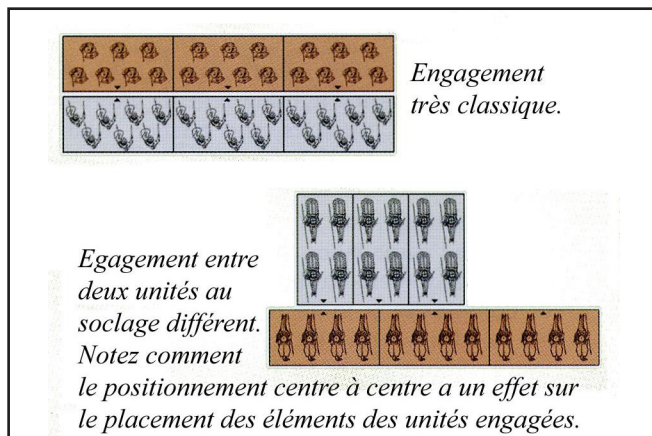 Engagement
très classique.
Egagement entre
deux unités au
soclage différent.
Notez comment
le positionnement centre à centre a un effet sur
le placement des éléments des unités engagées.